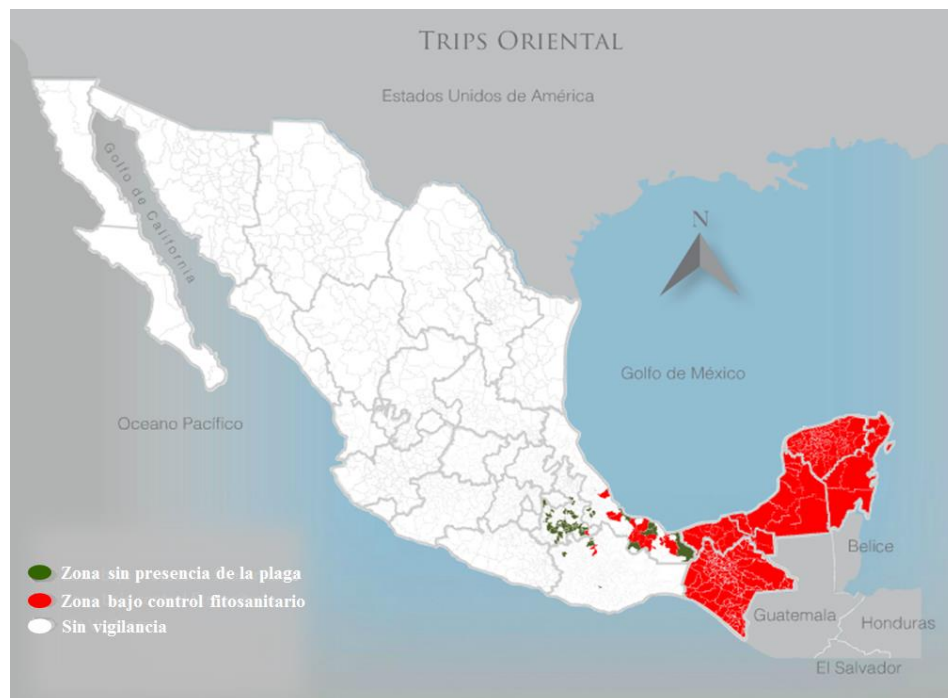 TRIPS ORIENTAL
Estados Unidos de América
Golfo de California
N
Golfo de México
Oceano Pacífico
Belice
Zona sin presencia de la plaga
Zona bajo control fitosanitario
Sin vigilancia
Guatemala
Honduras
El Salvador